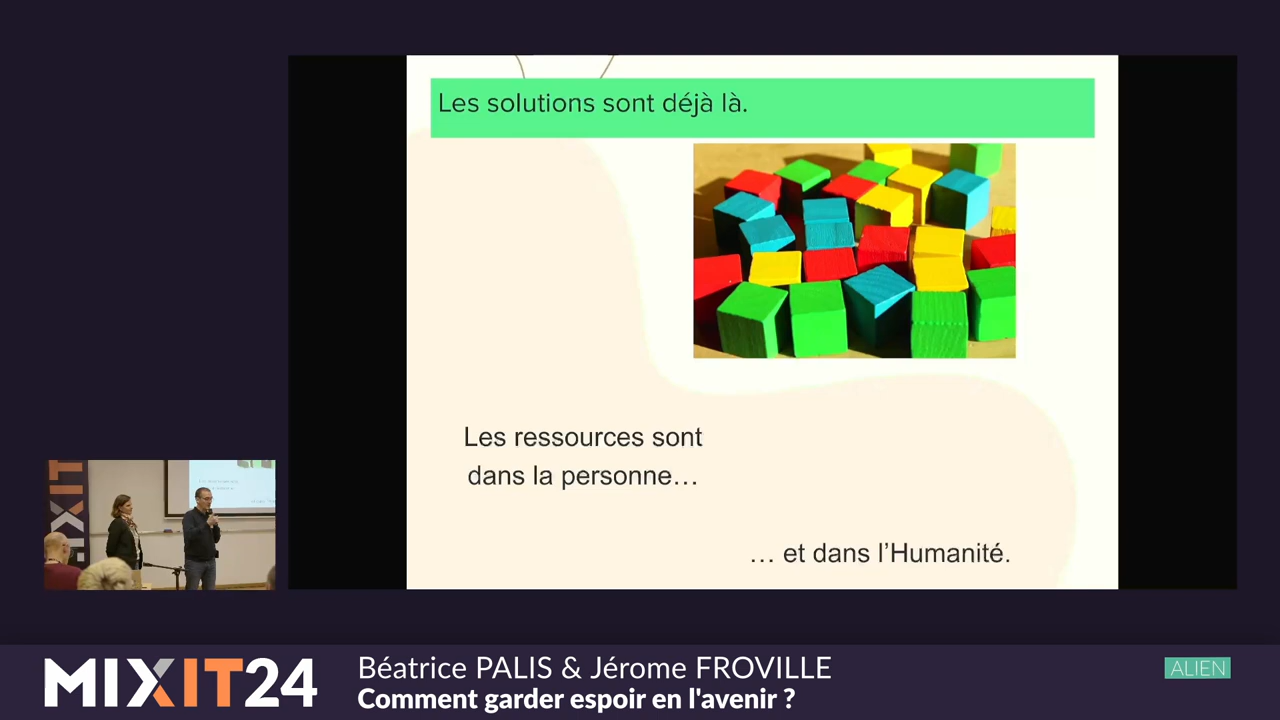 Les solutions sont déjà là.
Les ressources sont
dans la personne…
… et dans l’Humanité.
MIXIT
MIXIT24
Béatrice PALIS & Jérome FROVILLE
Comment garder espoir en l'avenir ?
ALIEN